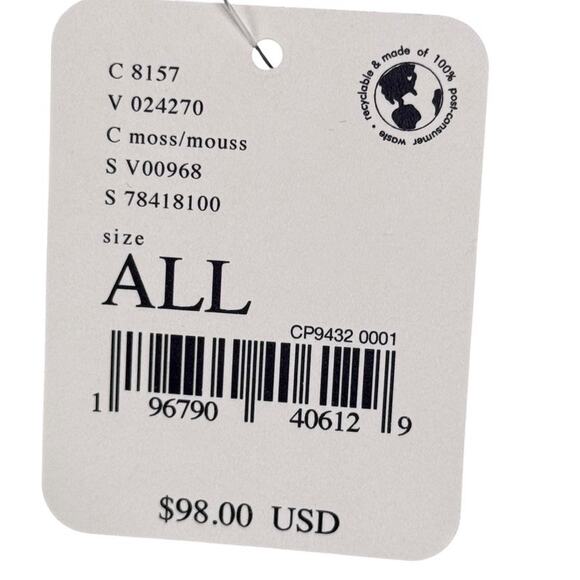 C 8157
V 024270
C moss/mouss
S V00968
S 78418100
recyclable & made of 100% post-consumer waste •
size
ALL
CP9432 0001
1 96790 40612 9
$98.00 USD